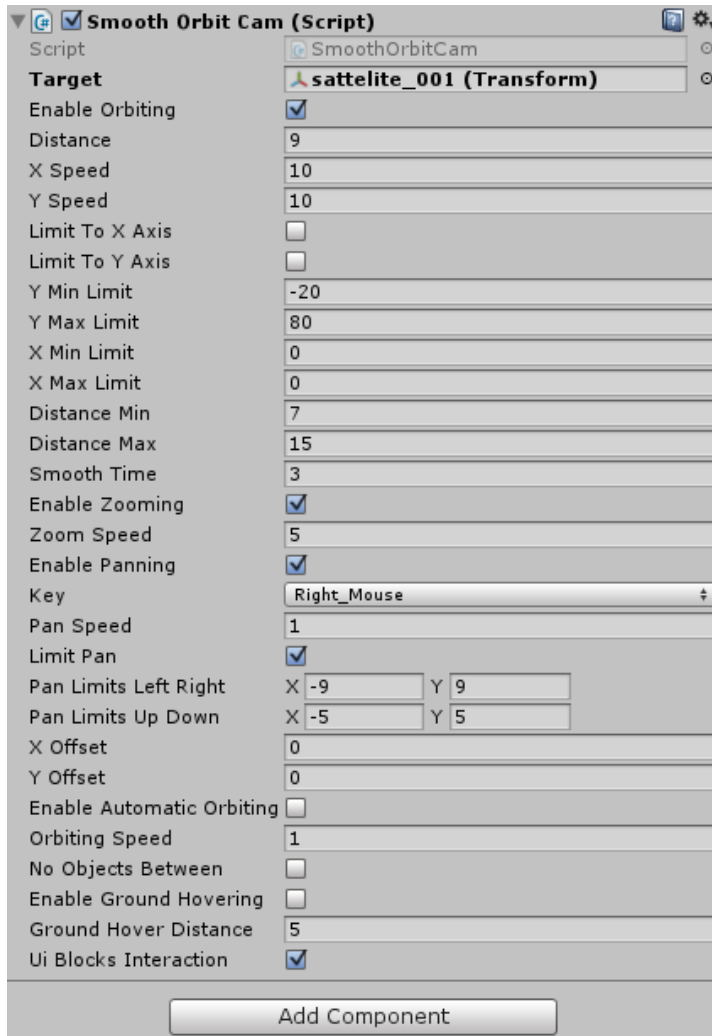 Smooth Orbit Cam (Script)
Script SmoothOrbitCam
Target sattelite_001 (Transform)
Enable Orbiting
Distance 9
X Speed 10
Y Speed 10
Limit To X Axis
Limit To Y Axis
Y Min Limit -20
Y Max Limit 80
X Min Limit 0
X Max Limit 0
Distance Min 7
Distance Max 15
Smooth Time 3
Enable Zooming
Zoom Speed 5
Enable Panning
Key Right_Mouse
Pan Speed 1
Limit Pan
Pan Limits Left Right X -9 Y 9
Pan Limits Up Down X -5 Y 5
X Offset 0
Y Offset 0
Enable Automatic Orbiting
Orbiting Speed 1
No Objects Between
Enable Ground Hovering
Ground Hover Distance 5
Ui Blocks Interaction
Add Component